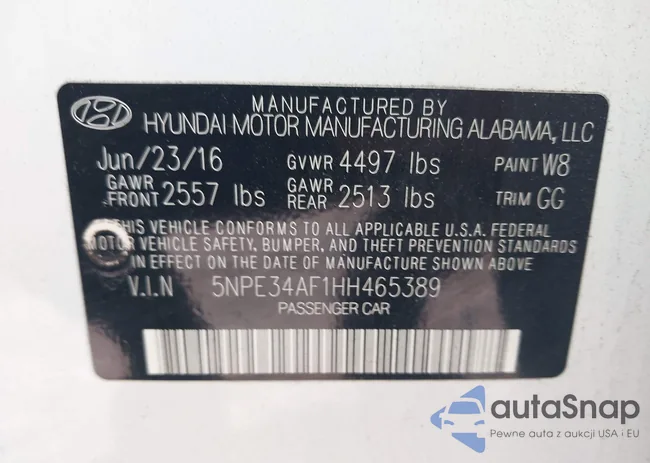 MANUFACTURED BY
HYUNDAI MOTOR MANUFACTURING ALABAMA, LLC
Jun/23/16 GVWR 4497 lbs PAINT W8
GAWR FRONT 2557 lbs GAWR REAR 2513 lbs TRIM GG
THIS VEHICLE CONFORMS TO ALL APPLICABLE U.S.A. FEDERAL
MOTOR VEHICLE SAFETY, BUMPER, AND THEFT PREVENTION STANDARDS
IN EFFECT ON THE DATE OF MANUFACTURE SHOWN ABOVE
V.I.N 5NPE34AF1HH465389
PASSENGER CAR
autaSnap
Pewne auta z aukcji USA i EU